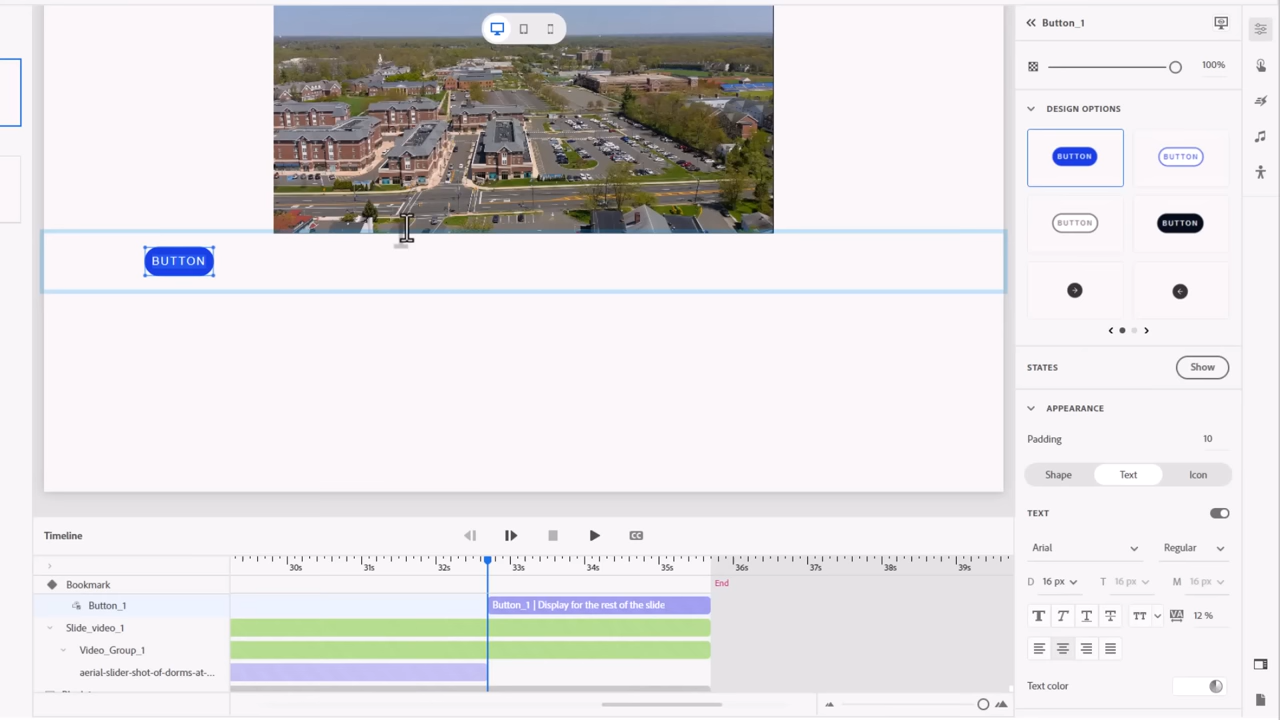 Button_1
100%
DESIGN OPTIONS
BUTTON
BUTTON
BUTTON
BUTTON
BUTTON
STATES
Show
APPEARANCE
Padding
10
Shape
Text
Icon
TEXT
Arial
Regular
D 16 px
T 16 px
M 16 px
T T T T TT VA 12 %
Text color
Timeline
CC
30s 31s 32s 33s 34s 35s 36s 37s 38s 39s
Bookmark
End
Button_1
Button_1 | Display for the rest of the slide
Slide_video_1
Video_Group_1
aerial-slider-shot-of-dorms-at-...